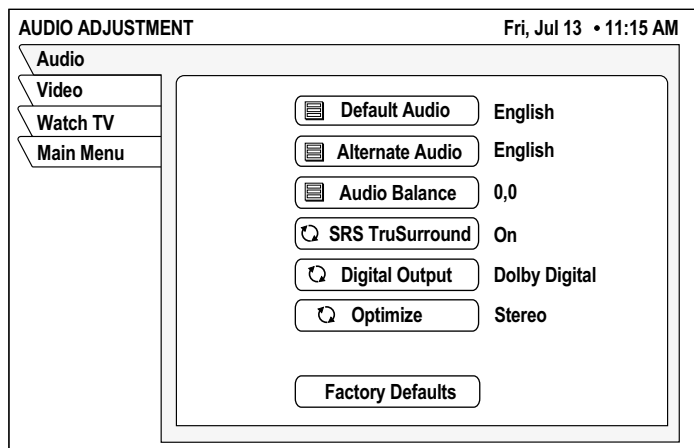 AUDIO ADJUSTMENT Fri, Jul 13 • 11:15 AM
Audio
Video
Watch TV
Main Menu
Default Audio English
Alternate Audio English
Audio Balance 0,0
SRS TruSurround On
Digital Output Dolby Digital
Optimize Stereo
Factory Defaults